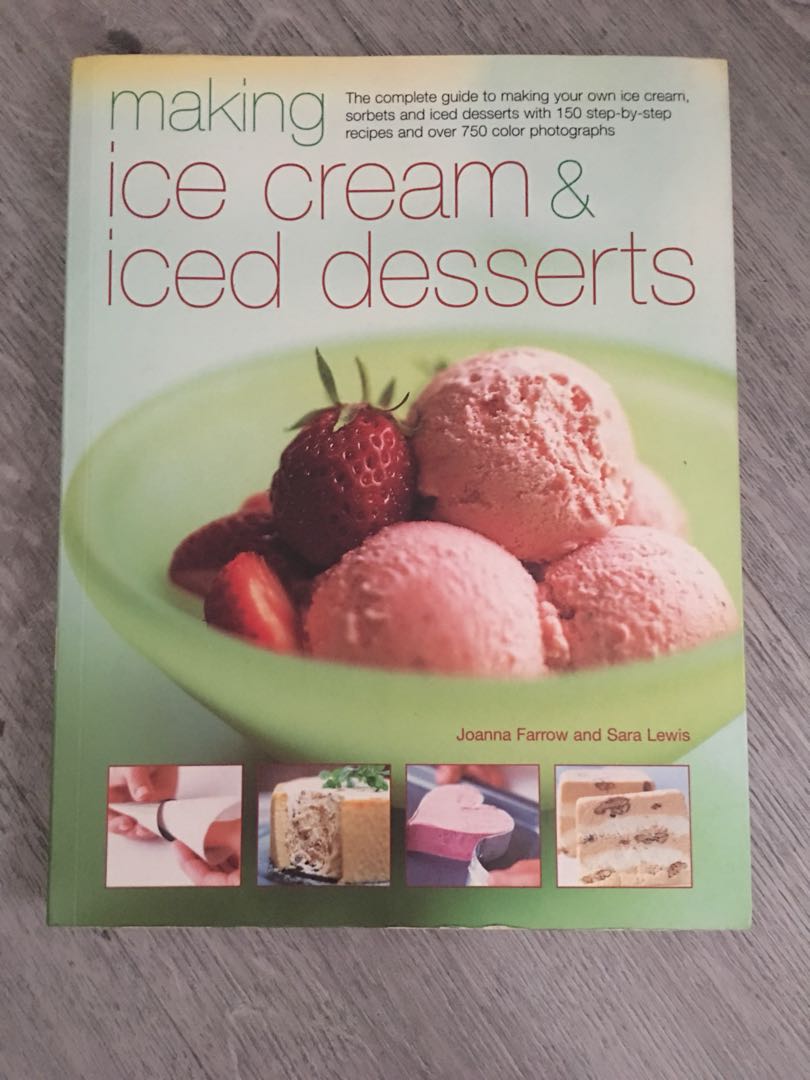 making
The complete guide to making your own ice cream,
sorbets and iced desserts with 150 step-by-step
recipes and over 750 color photographs
ice cream &
iced desserts
Joanna Farrow and Sara Lewis